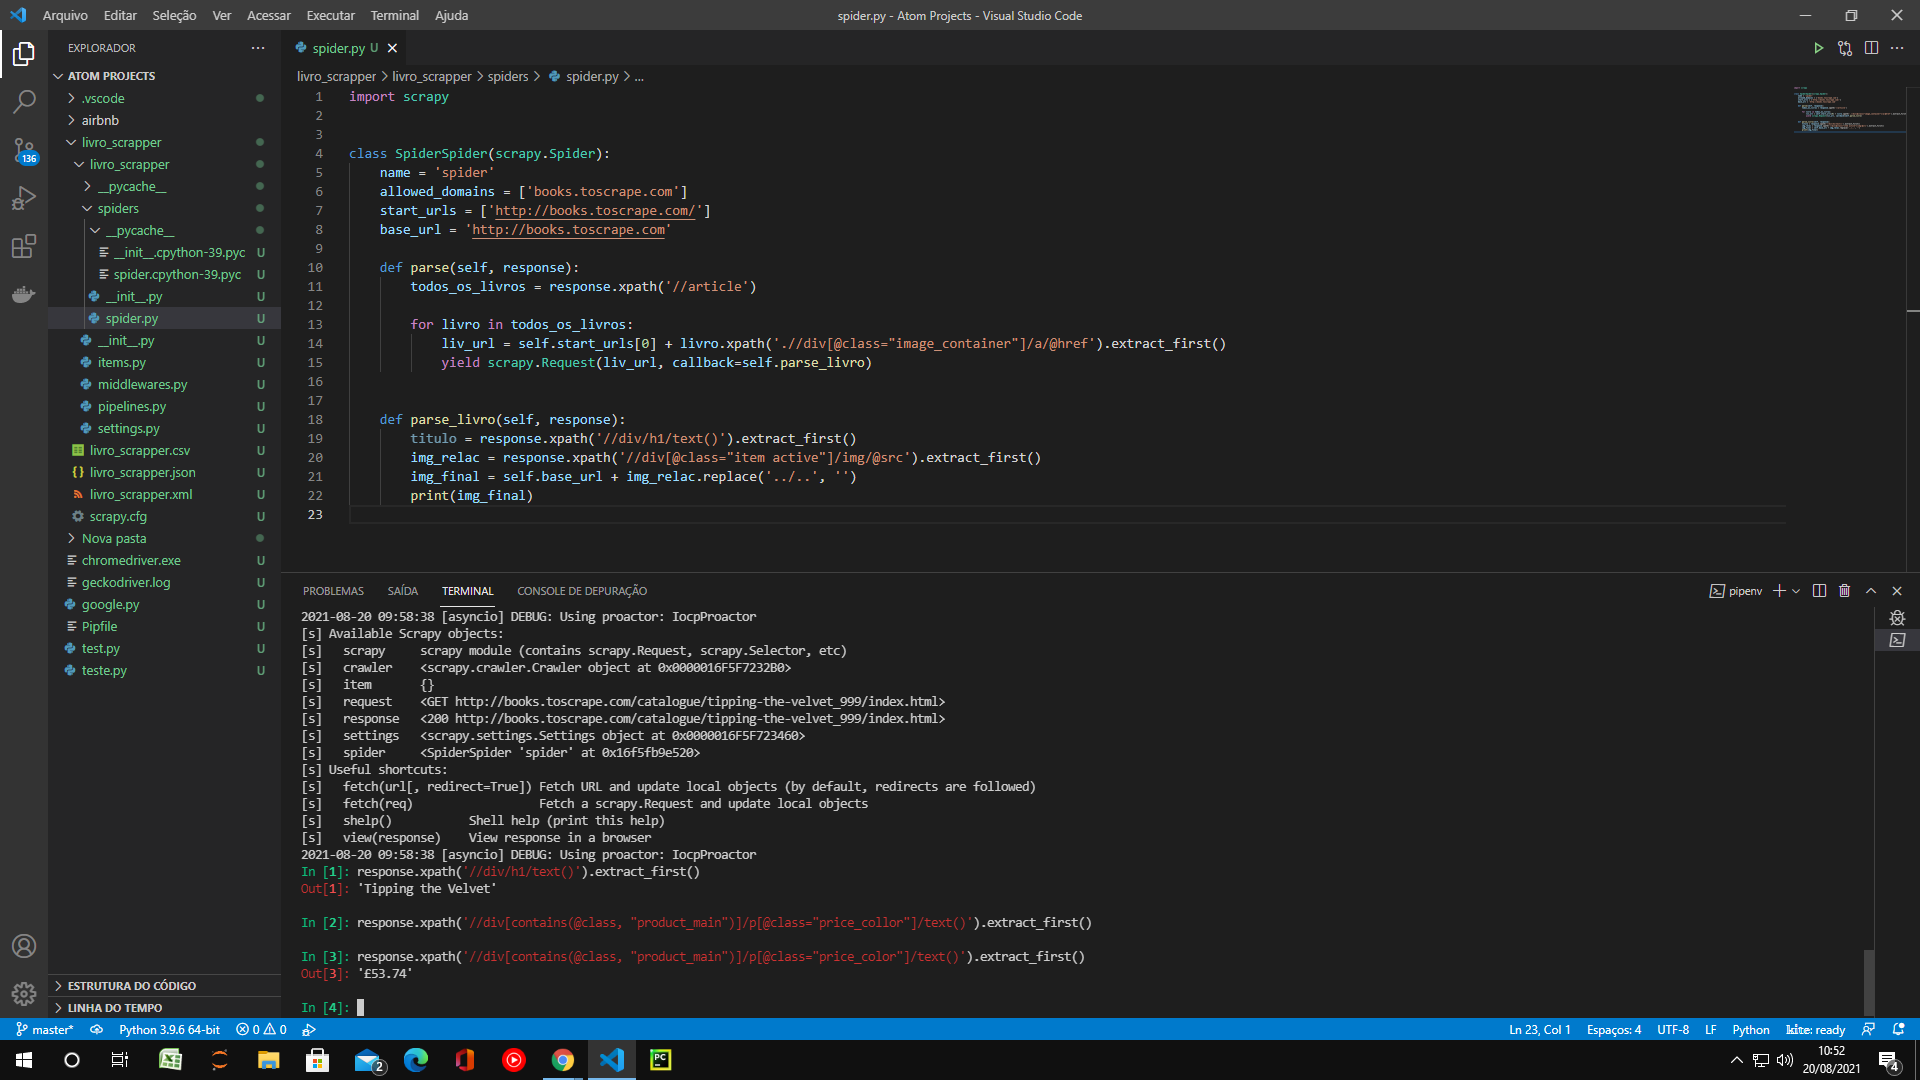 Arquivo Editar Seleção Ver Acessar Executar Terminal Ajuda
spider.py - Atom Projects - Visual Studio Code
EXPLORADOR
ATOM PROJECTS
.vscode
airbnb
livro_scrapper
livro_scrapper
__pycache__
spiders
__pycache__
__init__.cpython-39.pyc U
spider.cpython-39.pyc U
__init__.py U
spider.py U
__init__.py U
items.py U
middlewares.py U
pipelines.py U
settings.py U
livro_scrapper.csv U
livro_scrapper.json U
livro_scrapper.xml U
scrapy.cfg U
Nova pasta
chromedriver.exe U
geckodriver.log U
google.py U
Pipfile U
test.py U
teste.py U
ESTRUTURA DO CÓDIGO
LINHA DO TEMPO
136
spider.py U
livro_scrapper > livro_scrapper > spiders > spider.py > ...
1 import scrapy
2
3
4 class SpiderSpider(scrapy.Spider):
5 name = 'spider'
6 allowed_domains = ['books.toscrape.com']
7 start_urls = ['http://books.toscrape.com/']
8 base_url = 'http://books.toscrape.com'
9
10 def parse(self, response):
11 todos_os_livros = response.xpath('//article')
12
13 for livro in todos_os_livros:
14 liv_url = self.start_urls[0] + livro.xpath('.//div[@class="image_container"]/a/@href').extract_first()
15 yield scrapy.Request(liv_url, callback=self.parse_livro)
16
17
18 def parse_livro(self, response):
19 titulo = response.xpath('//div/h1/text()').extract_first()
20 img_relac = response.xpath('//div[@class="item active"]/img/@src').extract_first()
21 img_final = self.base_url + img_relac.replace('../..', '')
22 print(img_final)
23
PROBLEMAS SAÍDA TERMINAL CONSOLE DE DEPURAÇÃO
pipenv
2021-08-20 09:58:38 [asyncio] DEBUG: Using proactor: IocpProactor
[s] Available Scrapy objects:
[s] scrapy scrapy module (contains scrapy.Request, scrapy.Selector, etc)
[s] crawler <scrapy.crawler.Crawler object at 0x0000016F5F7232B0>
[s] item {}
[s] request <GET http://books.toscrape.com/catalogue/tipping-the-velvet_999/index.html>
[s] response <200 http://books.toscrape.com/catalogue/tipping-the-velvet_999/index.html>
[s] settings <scrapy.settings.Settings object at 0x0000016F5F723460>
[s] spider <SpiderSpider 'spider' at 0x16f5fb9e520>
[s] Useful shortcuts:
[s] fetch(url[, redirect=True]) Fetch URL and update local objects (by default, redirects are followed)
[s] fetch(req) Fetch a scrapy.Request and update local objects
[s] shelp() Shell help (print this help)
[s] view(response) View response in a browser
2021-08-20 09:58:38 [asyncio] DEBUG: Using proactor: IocpProactor
In [1]: response.xpath('//div/h1/text()').extract_first()
Out[1]: 'Tipping the Velvet'
In [2]: response.xpath('//div[contains(@class, "product_main")]/p[@class="price_collor"]/text()').extract_first()
In [3]: response.xpath('//div[contains(@class, "product_main")]/p[@class="price_color"]/text()').extract_first()
Out[3]: '£53.74'
In [4]:
master* Python 3.9.6 64-bit 0 0
Ln 23, Col 1 Espaços: 4 UTF-8 LF Python kite: ready
2
PC
10:52
20/08/2021
4